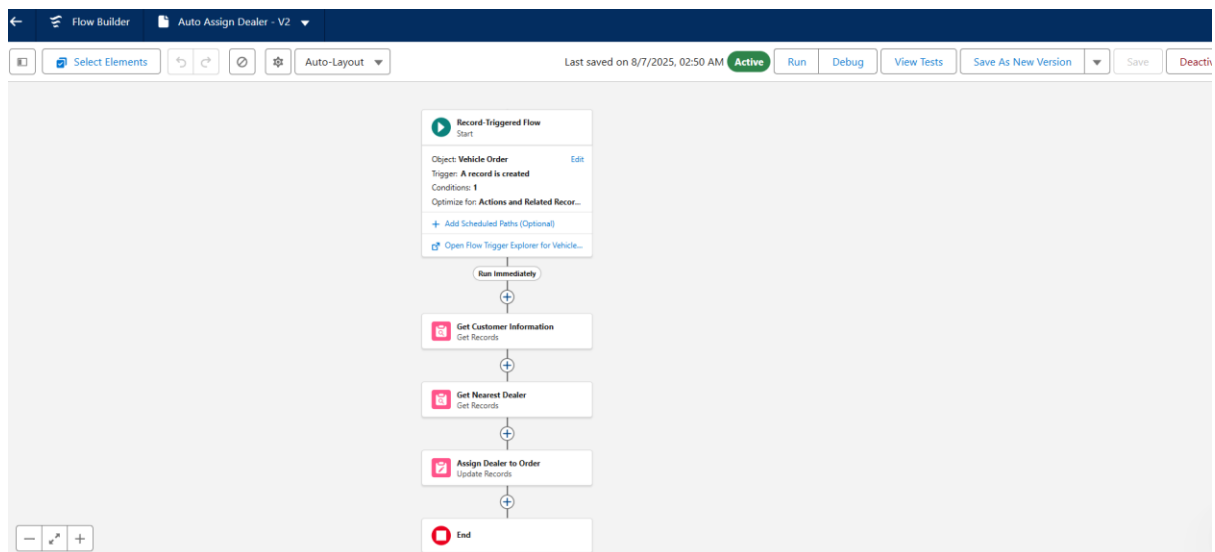 Flow Builder
Auto Assign Dealer - V2
Select Elements
Auto-Layout
Last saved on 8/7/2025, 02:50 AM
Active
Run
Debug
View Tests
Save As New Version
Save
Deactiv
Record-Triggered Flow
Start
Object: Vehicle Order
Edit
Trigger: A record is created
Conditions: 1
Optimize for: Actions and Related Recor...
+ Add Scheduled Paths (Optional)
Open Flow Trigger Explorer for Vehicle...
Run Immediately
Get Customer Information
Get Records
Get Nearest Dealer
Get Records
Assign Dealer to Order
Update Records
End